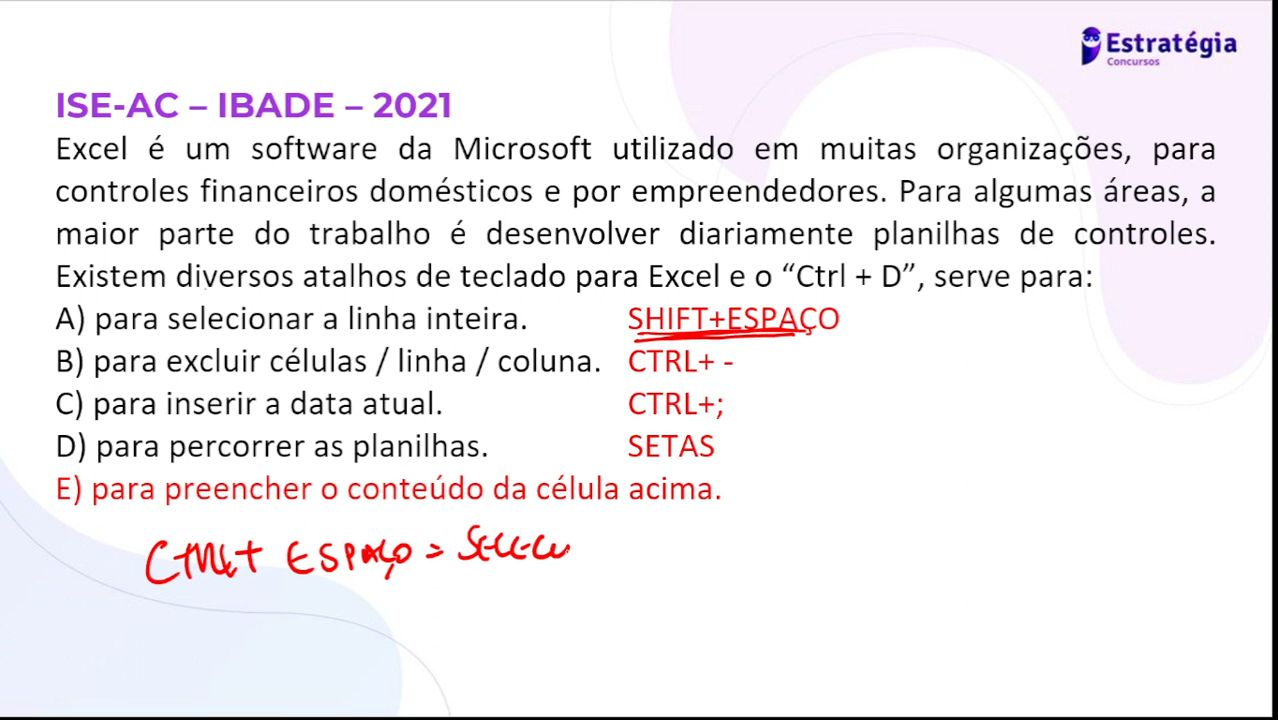 Estratégia
Concursos
ISE-AC – IBADE – 2021
Excel é um software da Microsoft utilizado em muitas organizações, para
controles financeiros domésticos e por empreendedores. Para algumas áreas, a
maior parte do trabalho é desenvolver diariamente planilhas de controles.
Existem diversos atalhos de teclado para Excel e o “Ctrl + D”, serve para:
A) para selecionar a linha inteira. SHIFT+ESPAÇO
B) para excluir células / linha / coluna. CTRL+ -
C) para inserir a data atual. CTRL+;
D) para percorrer as planilhas. SETAS
E) para preencher o conteúdo da célula acima.
CTRL+ ESPAÇO =